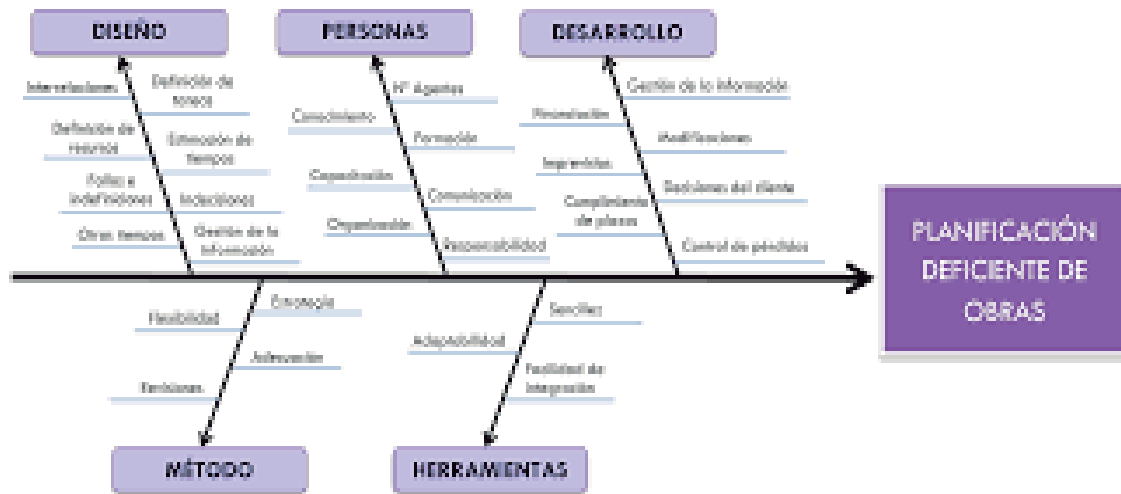 DISEÑO
PERSONAS
DESARROLLO
Interrelaciones
Definición de
tareas
Definición de
recursos
Estimación de
tiempos
Fallos e
indefiniciones
Indecisiones
Otros tiempos
Gestión de la
información
Nº Agentes
Conocimiento
Formación
Capacitación
Comunicación
Organización
Responsabilidad
Gestión de la información
Modificaciones
Imprevistos
Decisiones del cliente
Cumplimiento
de plazos
Control de pérdidas
PLANIFICACIÓN
DEFICIENTE DE
OBRAS
Estrategia
Flexibilidad
Adecuación
Revisiones
Sencillez
Adaptabilidad
Facilidad de
integración
MÉTODO
HERRAMIENTAS